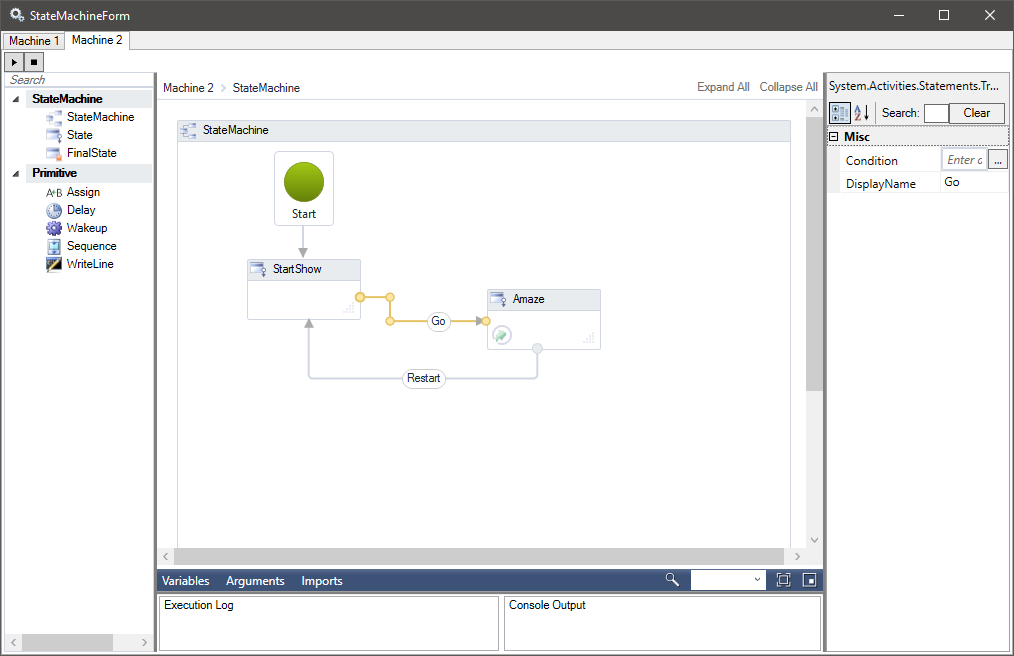 StateMachineForm
Machine 1 Machine 2
Search
StateMachine
StateMachine
State
FinalState
Primitive
A+B Assign
Delay
Wakeup
Sequence
WriteLine
Machine 2 > StateMachine Expand All Collapse All
StateMachine
Start
StartShow
Amaze
Go
Restart
Variables Arguments Imports
Execution Log
Console Output
System.Activities.Statements.Tr...
Search: Clear
Misc
Condition Enter c ...
DisplayName Go